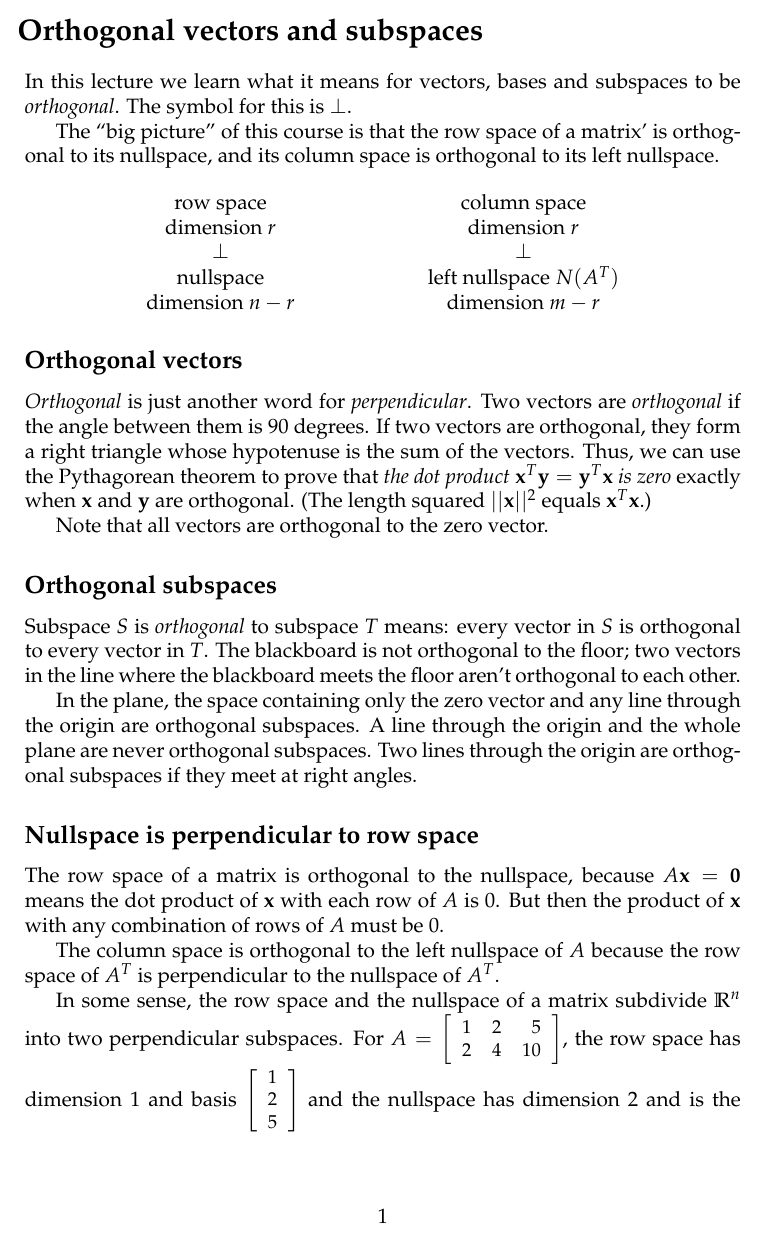 Orthogonal vectors and subspaces
In this lecture we learn what it means for vectors, bases and subspaces to be
orthogonal. The symbol for this is ⊥.
The “big picture” of this course is that the row space of a matrix’ is orthog-
onal to its nullspace, and its column space is orthogonal to its left nullspace.
row space column space
dimension r dimension r
⊥ ⊥
nullspace left nullspace N(Aᵀ)
dimension n − r dimension m − r
Orthogonal vectors
Orthogonal is just another word for perpendicular. Two vectors are orthogonal if
the angle between them is 90 degrees. If two vectors are orthogonal, they form
a right triangle whose hypotenuse is the sum of the vectors. Thus, we can use
the Pythagorean theorem to prove that the dot product xᵀy = yᵀx is zero exactly
when x and y are orthogonal. (The length squared ||x||² equals xᵀx.)
Note that all vectors are orthogonal to the zero vector.
Orthogonal subspaces
Subspace S is orthogonal to subspace T means: every vector in S is orthogonal
to every vector in T. The blackboard is not orthogonal to the floor; two vectors
in the line where the blackboard meets the floor aren’t orthogonal to each other.
In the plane, the space containing only the zero vector and any line through
the origin are orthogonal subspaces. A line through the origin and the whole
plane are never orthogonal subspaces. Two lines through the origin are orthog-
onal subspaces if they meet at right angles.
Nullspace is perpendicular to row space
The row space of a matrix is orthogonal to the nullspace, because Ax = 0
means the dot product of x with each row of A is 0. But then the product of x
with any combination of rows of A must be 0.
The column space is orthogonal to the left nullspace of A because the row
space of Aᵀ is perpendicular to the nullspace of Aᵀ.
In some sense, the row space and the nullspace of a matrix subdivide ℝⁿ
into two perpendicular subspaces. For A = [ 1 2 5 ; 2 4 10 ], the row space has
dimension 1 and basis [ 1 ; 2 ; 5 ] and the nullspace has dimension 2 and is the
1